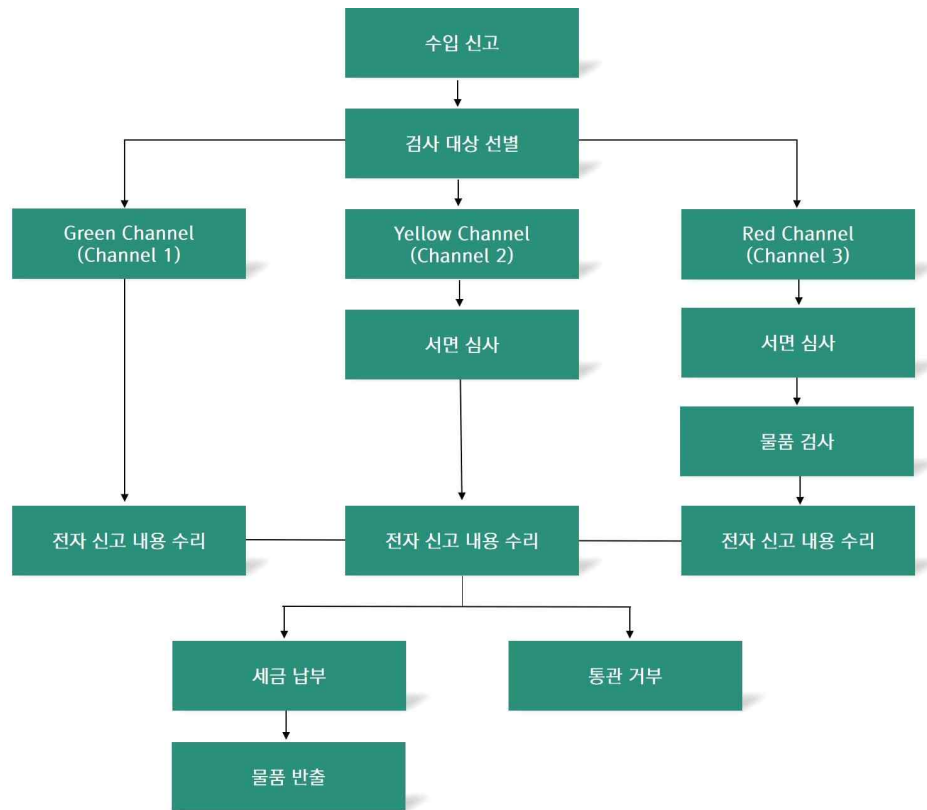 수입 신고
검사 대상 선별
Green Channel
(Channel 1)
Yellow Channel
(Channel 2)
Red Channel
(Channel 3)
서면 심사
서면 심사
물품 검사
전자 신고 내용 수리
전자 신고 내용 수리
전자 신고 내용 수리
세금 납부
통관 거부
물품 반출